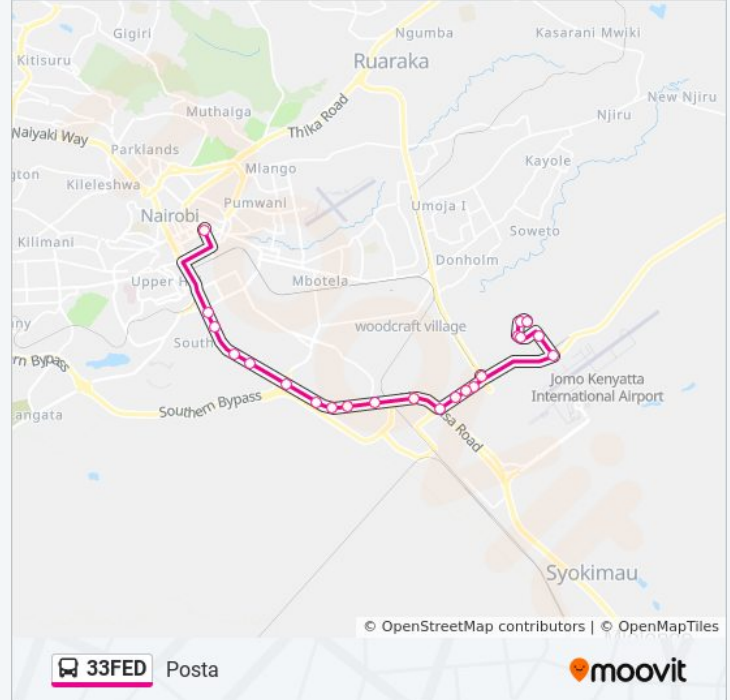 Gigiri
Ngumba
Kasarani Mwiki
Kitisuru
Ruaraka
New Njiru
Muthaiga
Njiru
Thika Road
Naiyaki Way
Parklands
Kayole
gton
Mlango
Kileleshwa
Pumwani
Umoja I
Nairobi
Soweto
Kilimani
Donholm
Upper H
Mbotela
ny
woodcraft village
South
rn Bypass
Jomo Kenyatta
International Airport
Southern Bypass
angata
sa Road
Syokimau
© OpenStreetMap contributors | © OpenMapTiles
33FED Posta
moovit